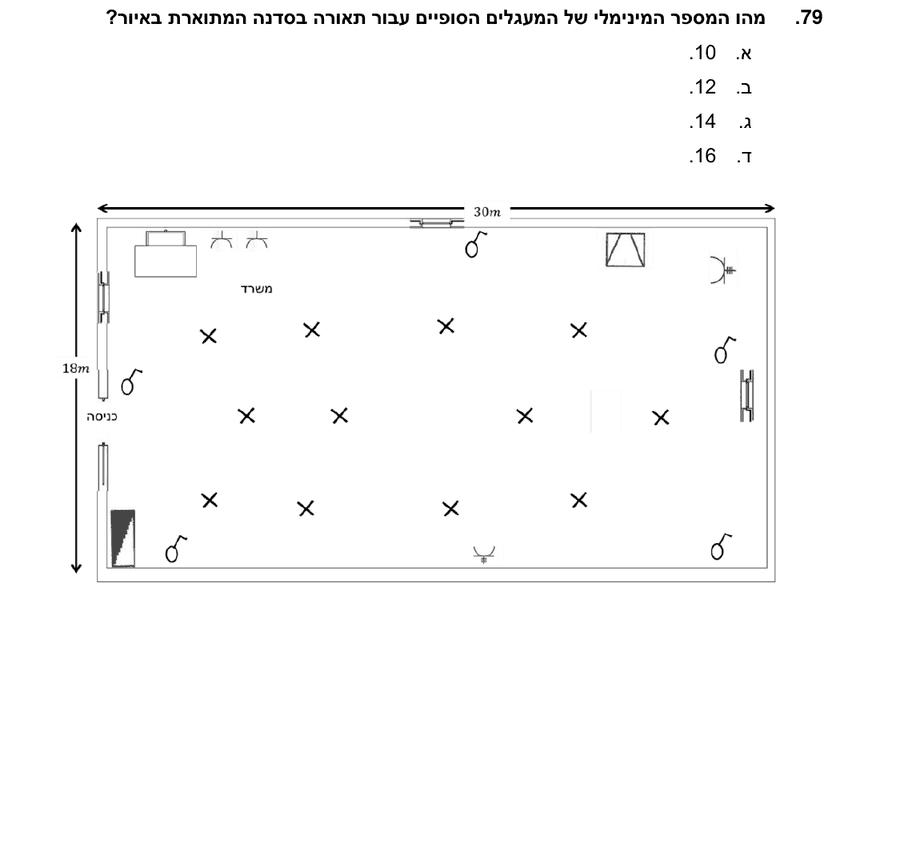 79. מהו המספר המינימלי של המעגלים הסופיים עבור תאורה בסדנה המתוארת באיור?
א. 10.
ב. 12.
ג. 14.
ד. 16.
30m
משרד
18m
כניסה